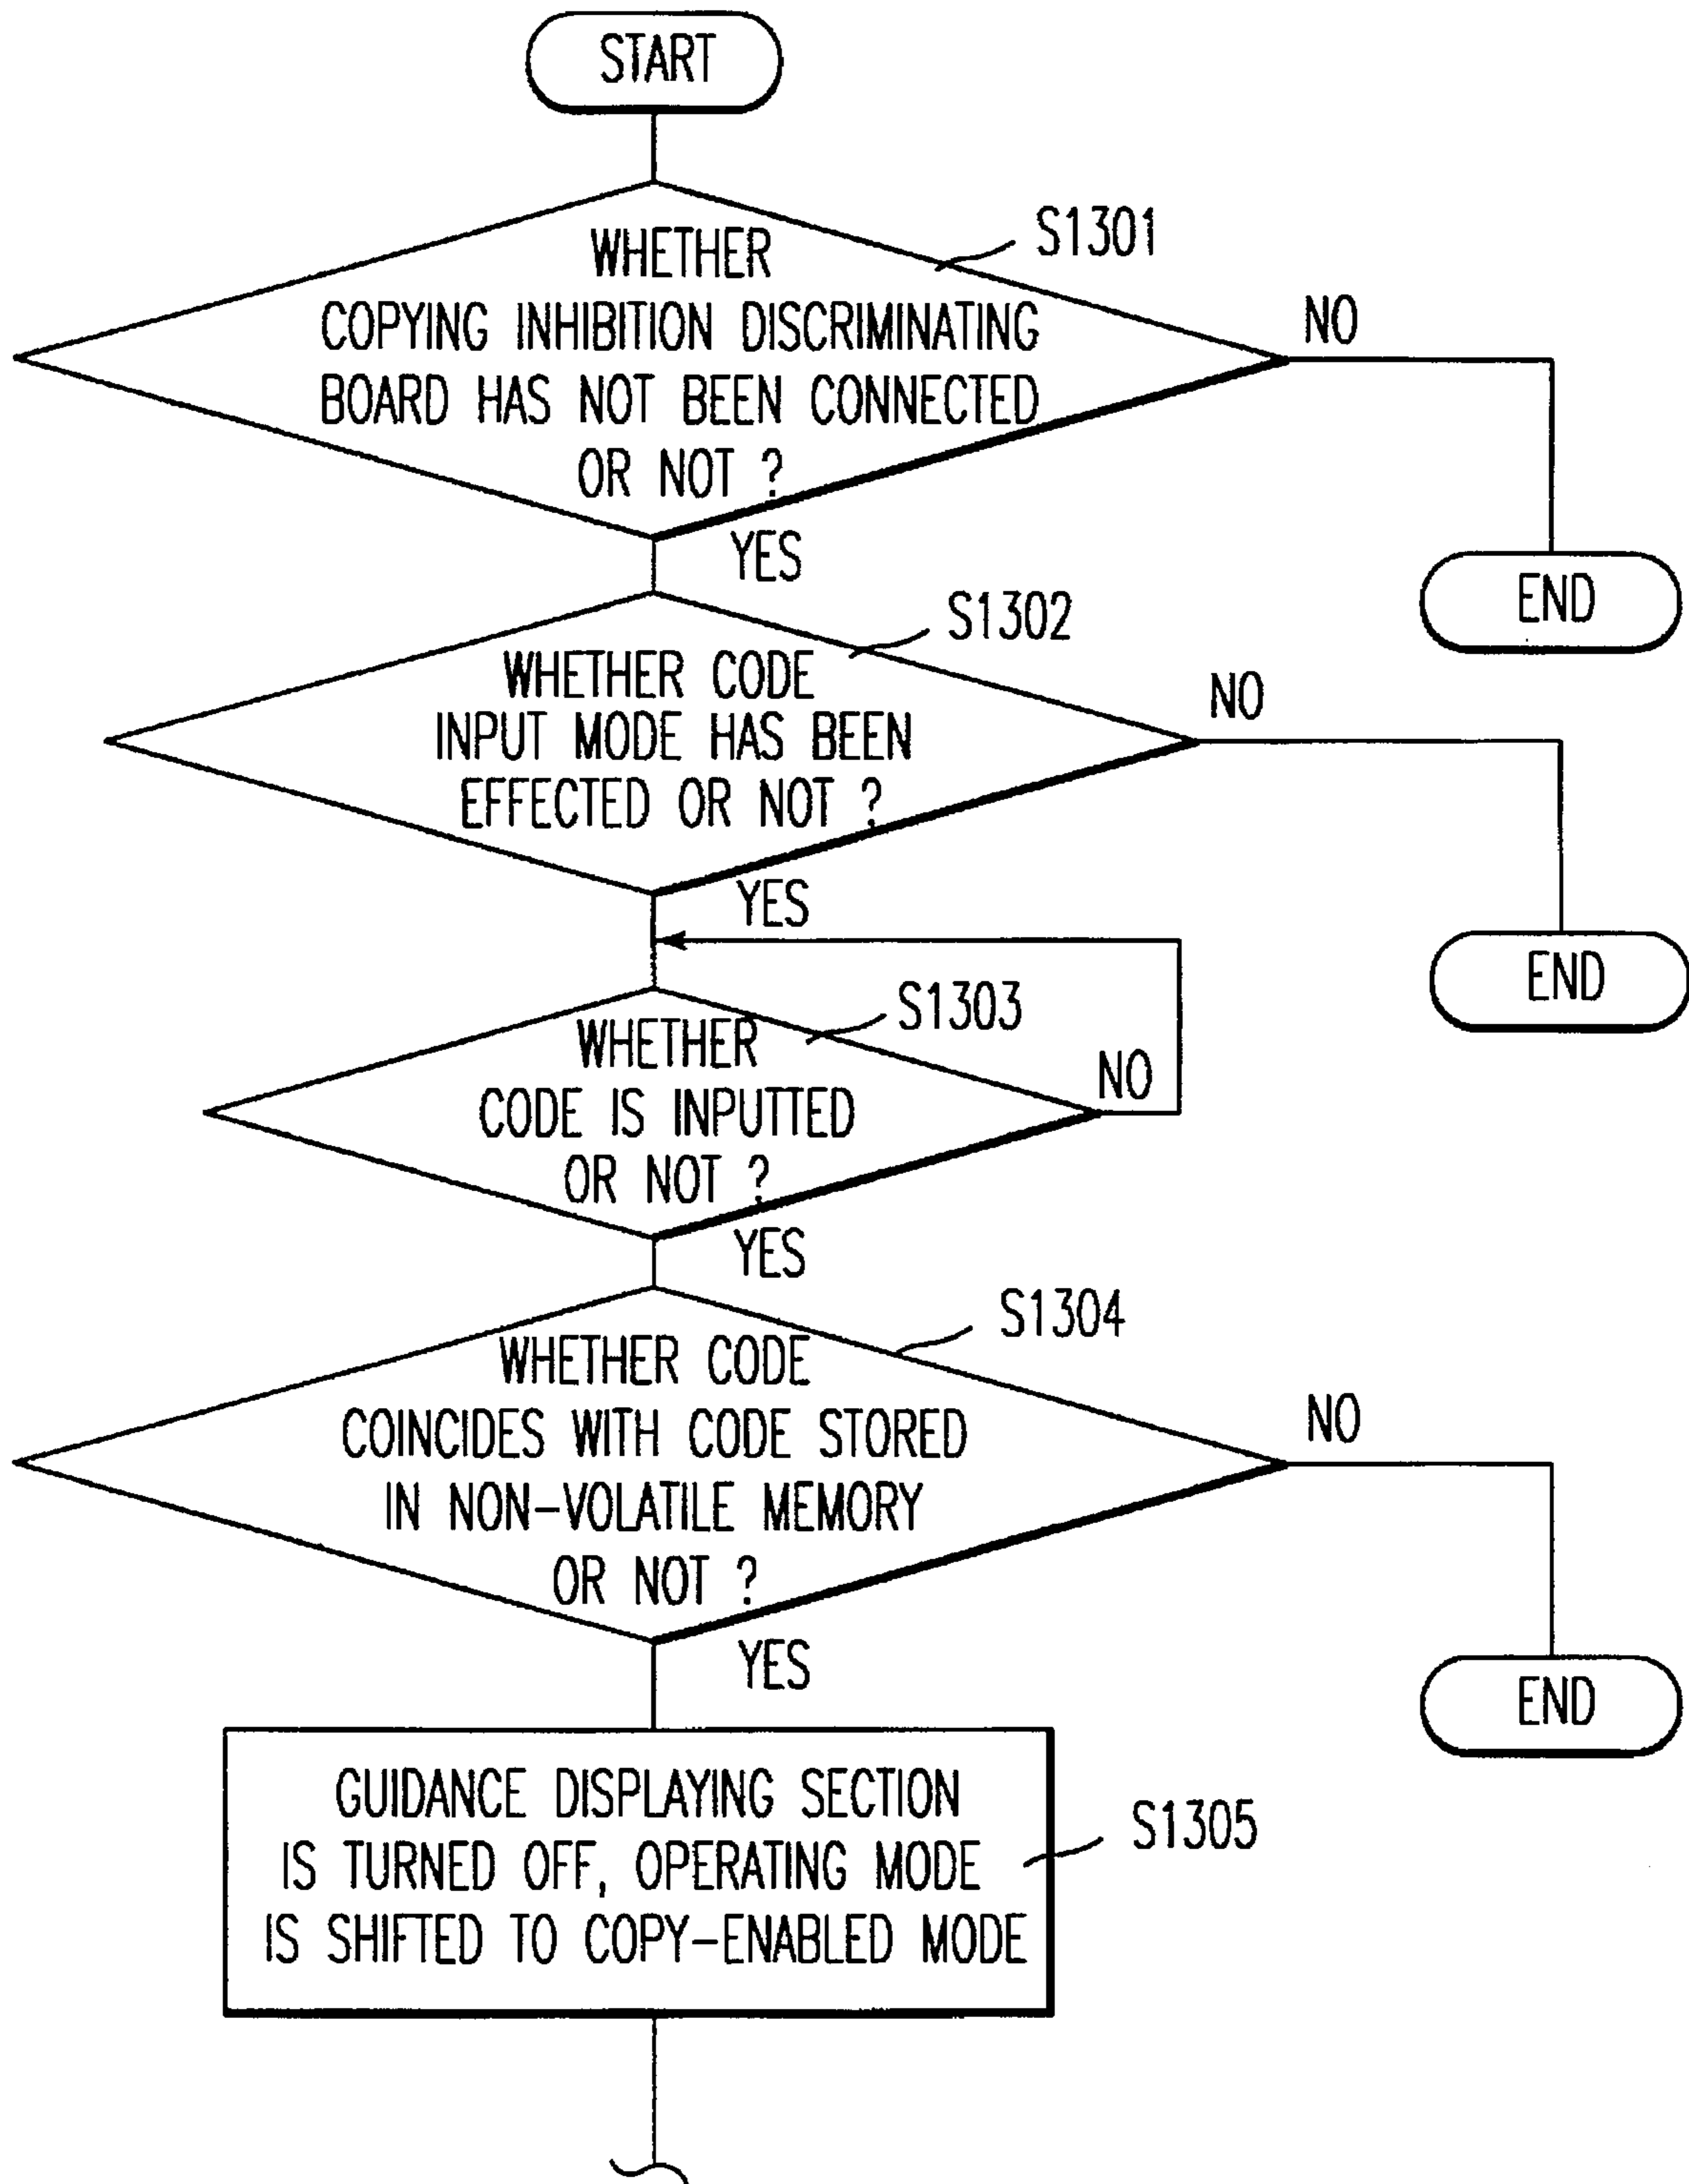 START
S1301
WHETHER
COPYING INHIBITION DISCRIMINATING
BOARD HAS NOT BEEN CONNECTED
OR NOT ?
NO
YES
END
S1302
WHETHER CODE
INPUT MODE HAS BEEN
EFFECTED OR NOT ?
NO
YES
END
S1303
WHETHER
CODE IS INPUTTED
OR NOT ?
NO
YES
S1304
WHETHER CODE
COINCIDES WITH CODE STORED
IN NON-VOLATILE MEMORY
OR NOT ?
NO
YES
END
GUIDANCE DISPLAYING SECTION
IS TURNED OFF, OPERATING MODE
IS SHIFTED TO COPY-ENABLED MODE
S1305